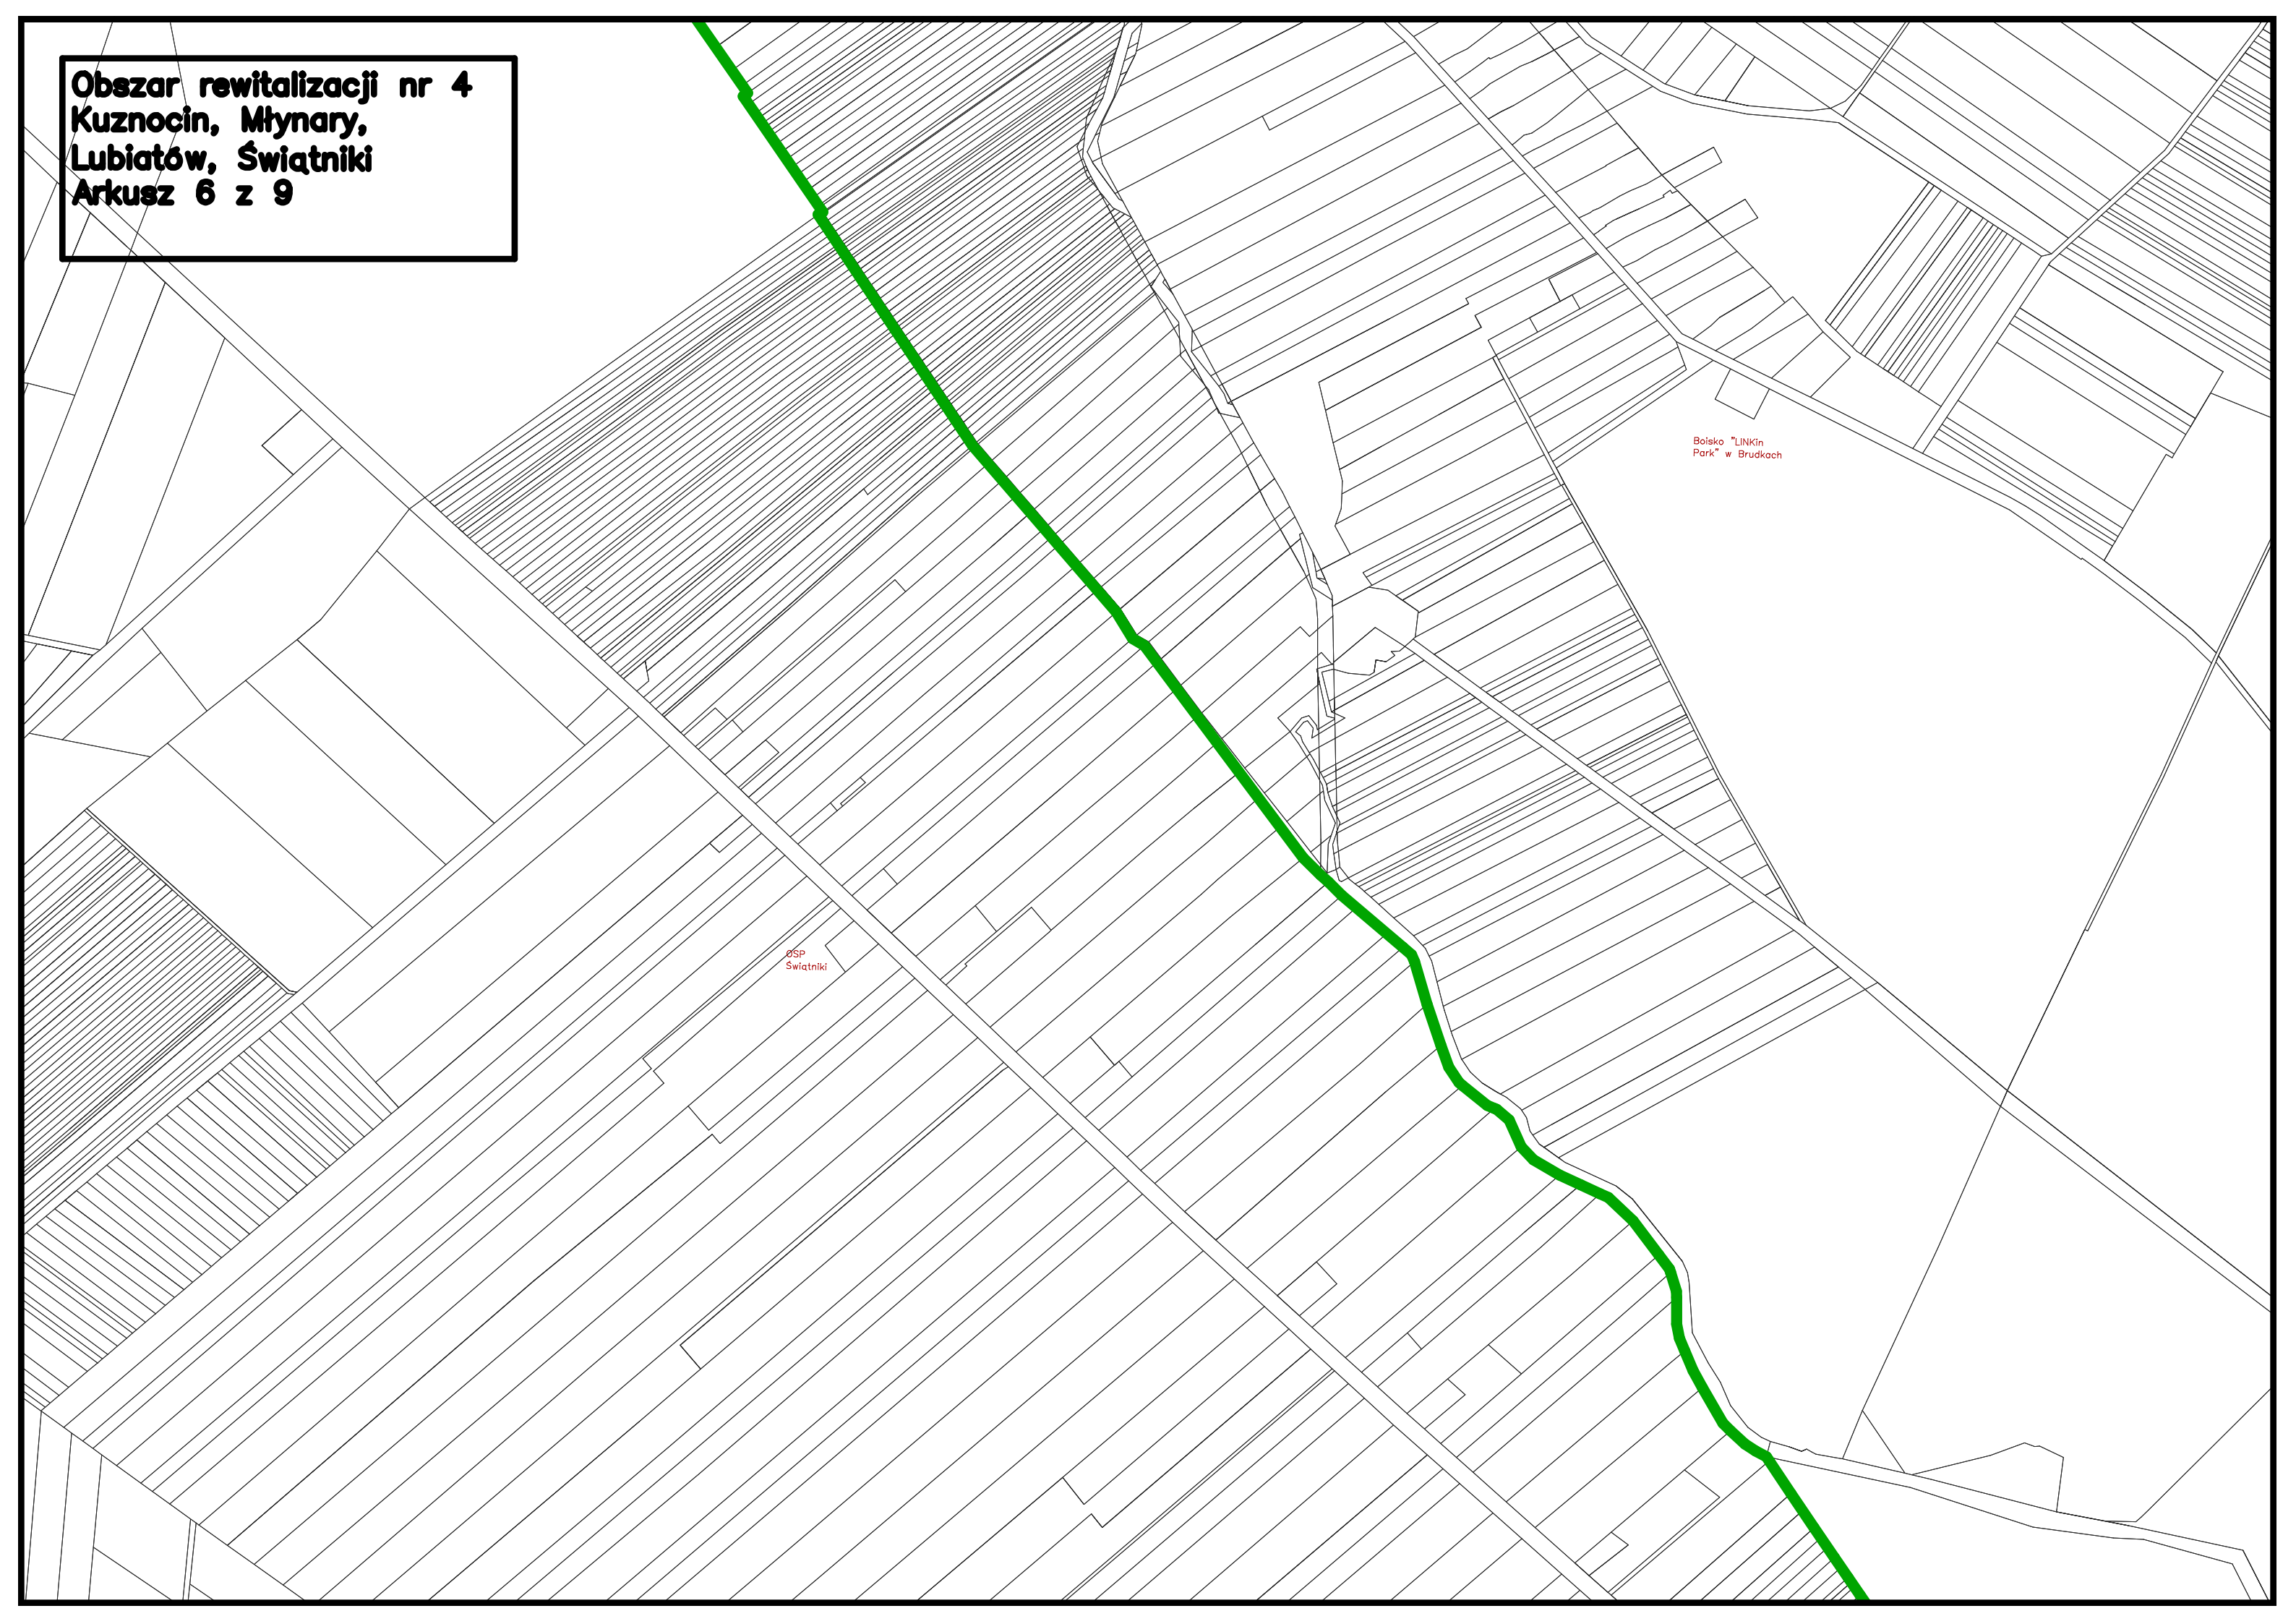 Obszar rewitalizacji nr 4
Kuznocin, Młynary,
Lubiatów, Świątniki
Arkusz 6 z 9
Boisko "LINKin
Park" w Brudkach
OSP
Świątniki